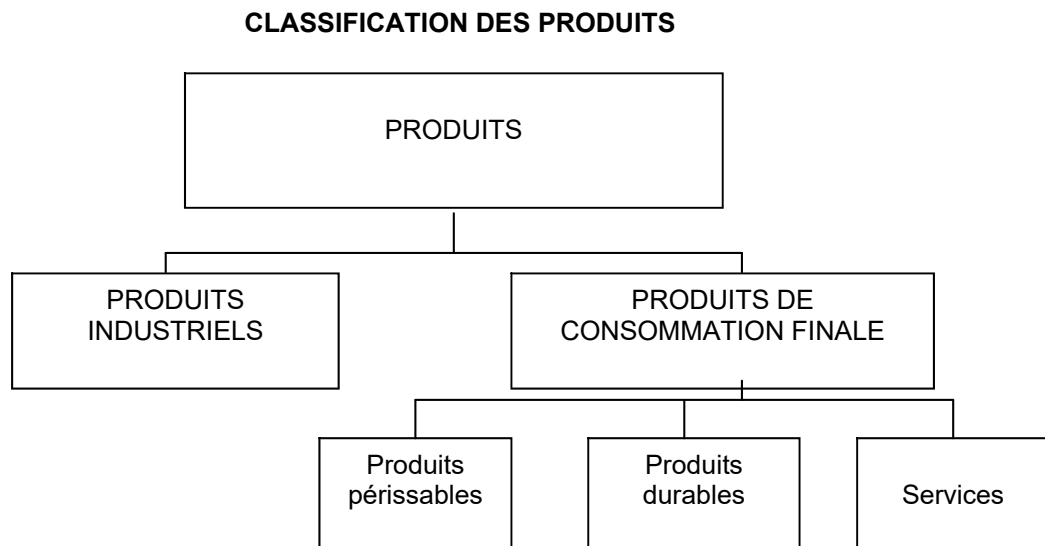 CLASSIFICATION DES PRODUITS
PRODUITS
PRODUITS
INDUSTRIELS
PRODUITS DE
CONSOMMATION FINALE
Produits
périssables
Produits
durables
Services